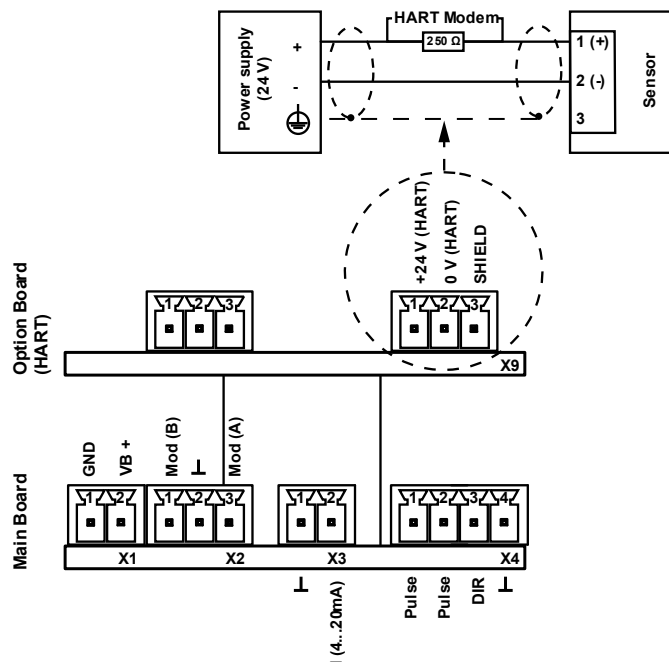 HART Modem
250 Ω
Power supply
(24 V)
+
-
1 (+)
2 (-)
3
Sensor
+24 V (HART)
0 V (HART)
SHIELD
Option Board
(HART)
1 2 3
1 2 3
X9
GND
VB +
Mod (B)
⊥
Mod (A)
Main Board
1 2
1 2 3
1 2
1 2 3 4
X1
X2
X3
X4
⊥
(4...20mA)
Pulse
Pulse
DIR
⊥